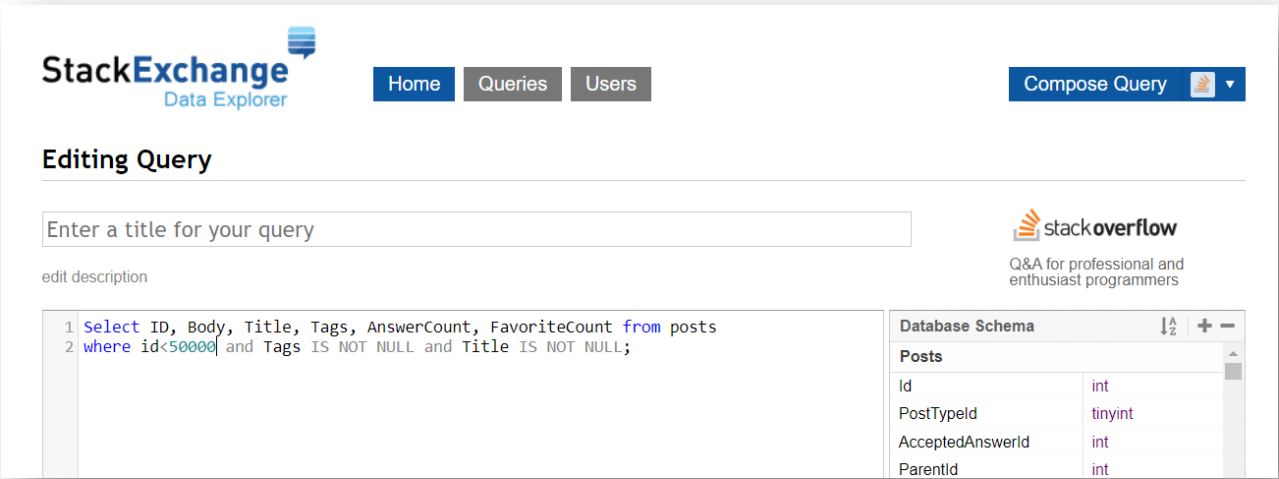 StackExchange
Data Explorer
Home Queries Users
Compose Query
Editing Query
Enter a title for your query
stackoverflow
Q&A for professional and
enthusiast programmers
edit description
1 Select ID, Body, Title, Tags, AnswerCount, FavoriteCount from posts
2 where id<50000 and Tags IS NOT NULL and Title IS NOT NULL;
Database Schema
A
Z
Posts
Id int
PostTypeId tinyint
AcceptedAnswerId int
ParentId int